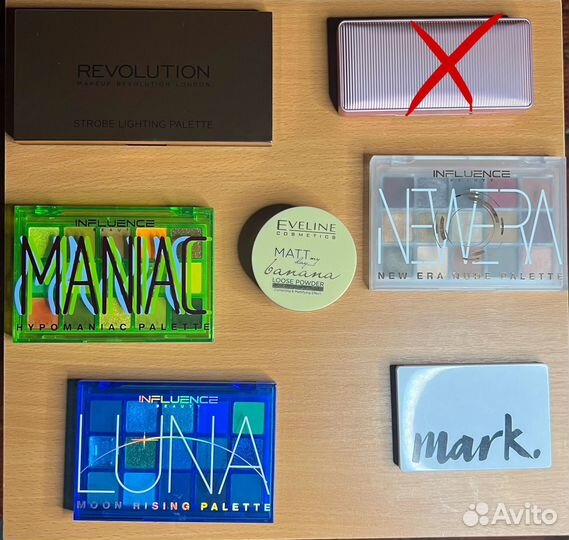 REVOLUTION
MAKEUP REVOLUTION LONDON
STROBE LIGHTING PALETTE
INFLUENCE
BEAUTY
NEW ERA
NEW ERA NUDE PALETTE
INFLUENCE
BEAUTY
MANIAC
HYPOMANIAC PALETTE
EVELINE
COSMETICS
MATT my
day
banana
LOOSE POWDER
INFLUENCE
BEAUTY
LUNA
MOON RISING PALETTE
mark.
Avito